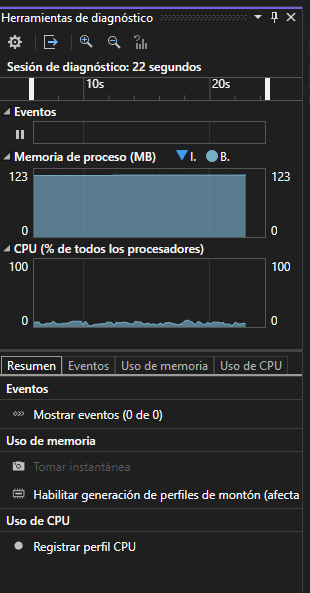 Herramientas de diagnóstico
Sesión de diagnóstico: 22 segundos
10s 20s
Eventos
Memoria de proceso (MB) I. B.
123 123
0 0
CPU (% de todos los procesadores)
100 100
0 0
Resumen Eventos Uso de memoria Uso de CPU
Eventos
Mostrar eventos (0 de 0)
Uso de memoria
Tomar instantánea
Habilitar generación de perfiles de montón (afecta
Uso de CPU
Registrar perfil CPU